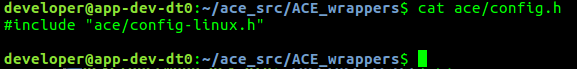 developer@app-dev-dt0:~/ace_src/ACE_wrappers$ cat ace/config.h
#include "ace/config-linux.h"
developer@app-dev-dt0:~/ace_src/ACE_wrappers$